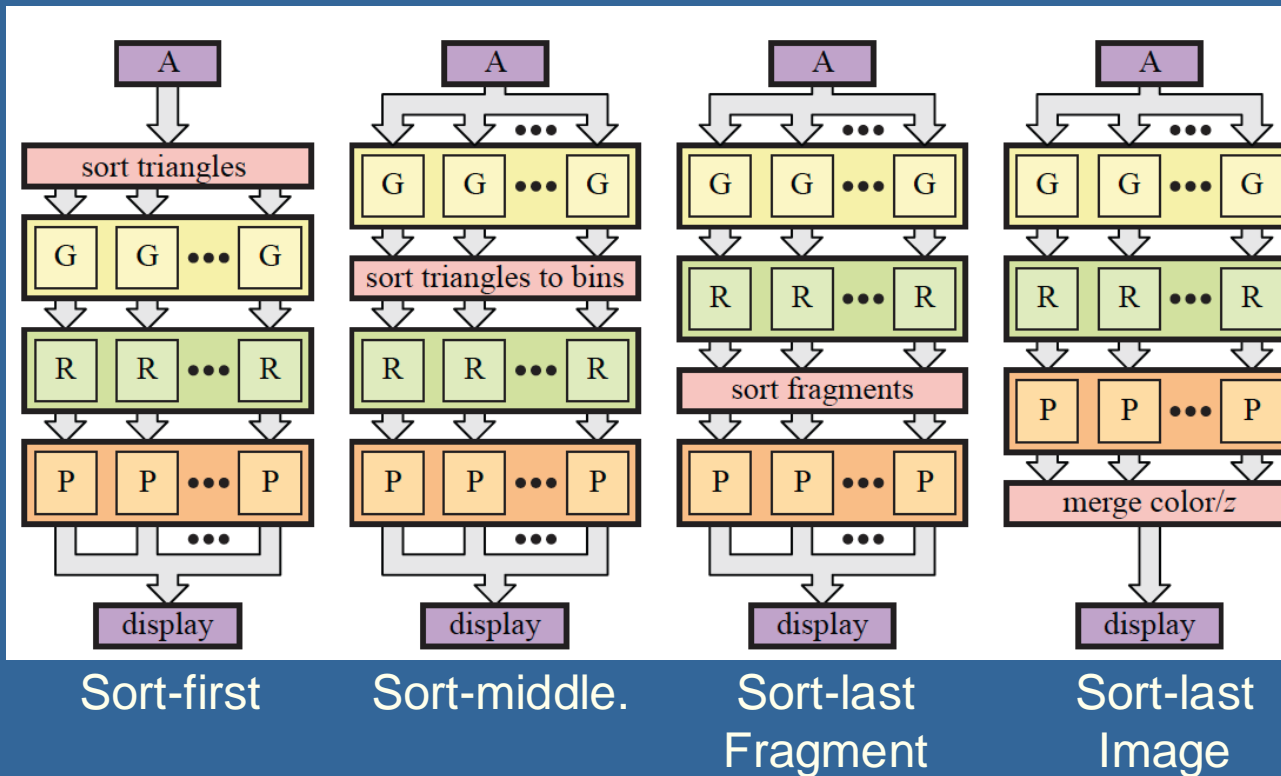 A
sort triangles
G G ••• G
R R ••• R
P P ••• P
•••
display
Sort-first
A
•••
G G ••• G
sort triangles to bins
R R ••• R
P P ••• P
•••
display
Sort-middle.
A
•••
G G ••• G
R R ••• R
sort fragments
P P ••• P
•••
display
Sort-last
Fragment
A
•••
G G ••• G
R R ••• R
P P ••• P
merge color/z
display
Sort-last
Image